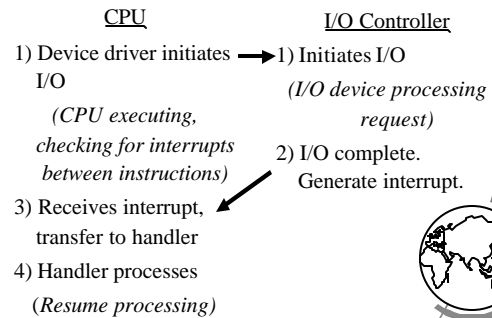 CPU
1) Device driver initiates
I/O
(CPU executing,
checking for interrupts
between instructions)
3) Receives interrupt,
transfer to handler
4) Handler processes
(Resume processing)
I/O Controller
1) Initiates I/O
(I/O device processing
request)
2) I/O complete.
Generate interrupt.